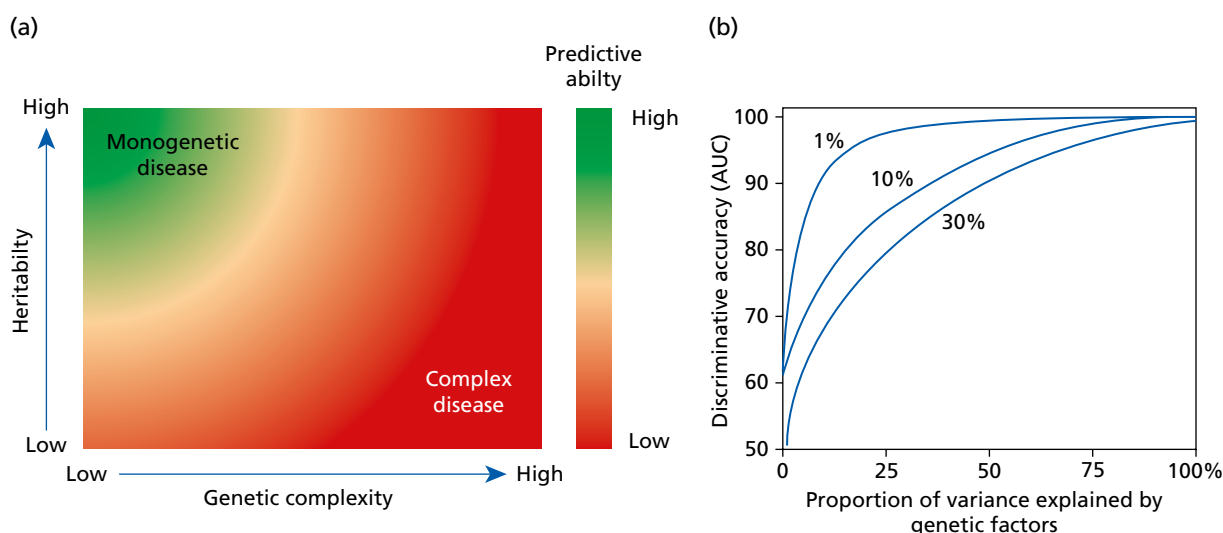 (a)
Predictive
abilty
High
Monogenetic
disease
High
Heritabilty
Complex
disease
Low
Low
Low
High
Genetic complexity
(b)
100
90
80
70
60
50
1%
10%
30%
Discriminative accuracy (AUC)
0
25
50
75
100%
Proportion of variance explained by
genetic factors